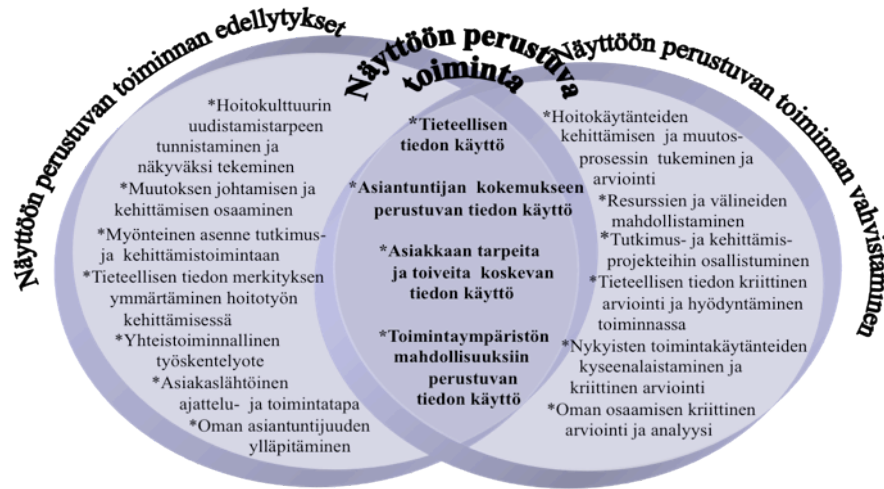 Näyttöön perustuvan toiminnan edellytykset
*Hoitokulttuurin
uudistamistarpeen
tunnistaminen ja
näkyväksi tekeminen
*Muutoksen johtamisen ja
kehittämisen osaaminen
*Myönteinen asenne tutkimus-
ja kehittämistoimintaan
*Tieteellisen tiedon merkityksen
ymmärtäminen hoitotyön
kehittämisessä
*Yhteistoiminnallinen
työskentelyote
*Asiakaslähtöinen
ajattelu- ja toimintatapa
*Oman asiantuntijuuden
ylläpitäminen
Näyttöön perustuva
toiminta
*Tieteellisen
tiedon käyttö
*Asiantuntijan kokemukseen
perustuvan tiedon käyttö
*Asiakkaan tarpeita
ja toiveita koskevan
tiedon käyttö
*Toimintaympäristön
mahdollisuuksiin
perustuvan
tiedon käyttö
Näyttöön perustuvan toiminnan vahvistaminen
*Hoitokäytänteiden
kehittämisen ja muutos-
prosessin tukeminen ja
arviointi
*Resurssien ja välineiden
mahdollistaminen
*Tutkimus- ja kehittämis-
projekteihin osallistuminen
*Tieteellisen tiedon kriittinen
arviointi ja hyödyntäminen
toiminnassa
*Nykyisten toimintakäytänteiden
kyseenalaistaminen ja
kriittinen arviointi
*Oman osaamisen kriittinen
arviointi ja analyysi